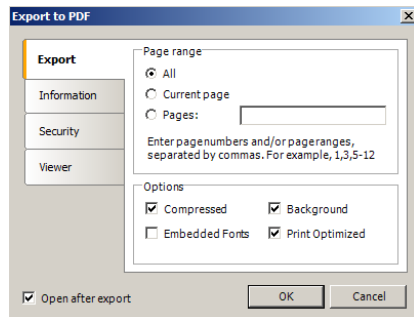 Export to PDF
Export
Information
Security
Viewer
Page range
All
Current page
Pages:
Enter pagenumbers and/or pageranges,
separated by commas. For example, 1,3,5-12
Options
Compressed Background
Embedded Fonts Print Optimized
Open after export OK Cancel